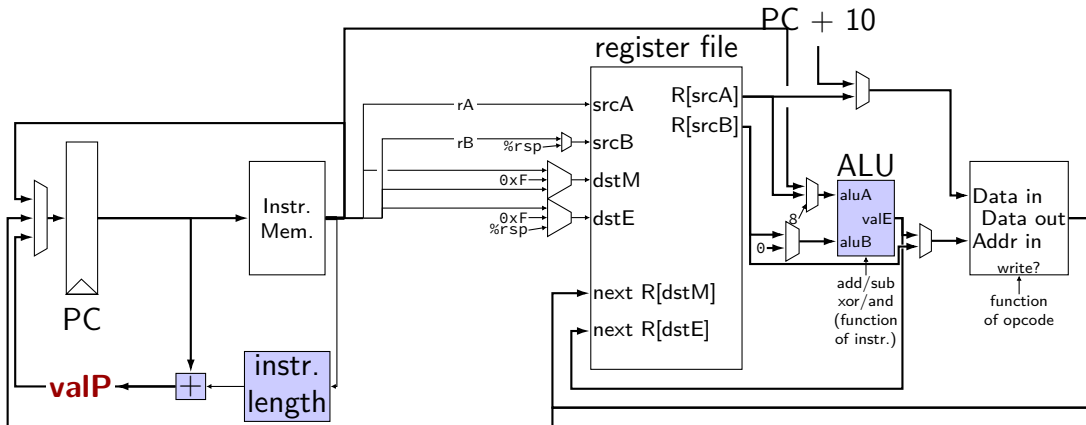 PC + 10
register file
rA
srcA
R[srcA]
R[srcB]
rB
%rsp
srcB
0xF
dstM
0xF
%rsp
dstE
Instr.
Mem.
PC
ALU
8
aluA
valE
0
aluB
add/sub
xor/and
(function
of instr.)
Data in
Data out
Addr in
write?
function
of opcode
next R[dstM]
next R[dstE]
valP
+
instr.
length